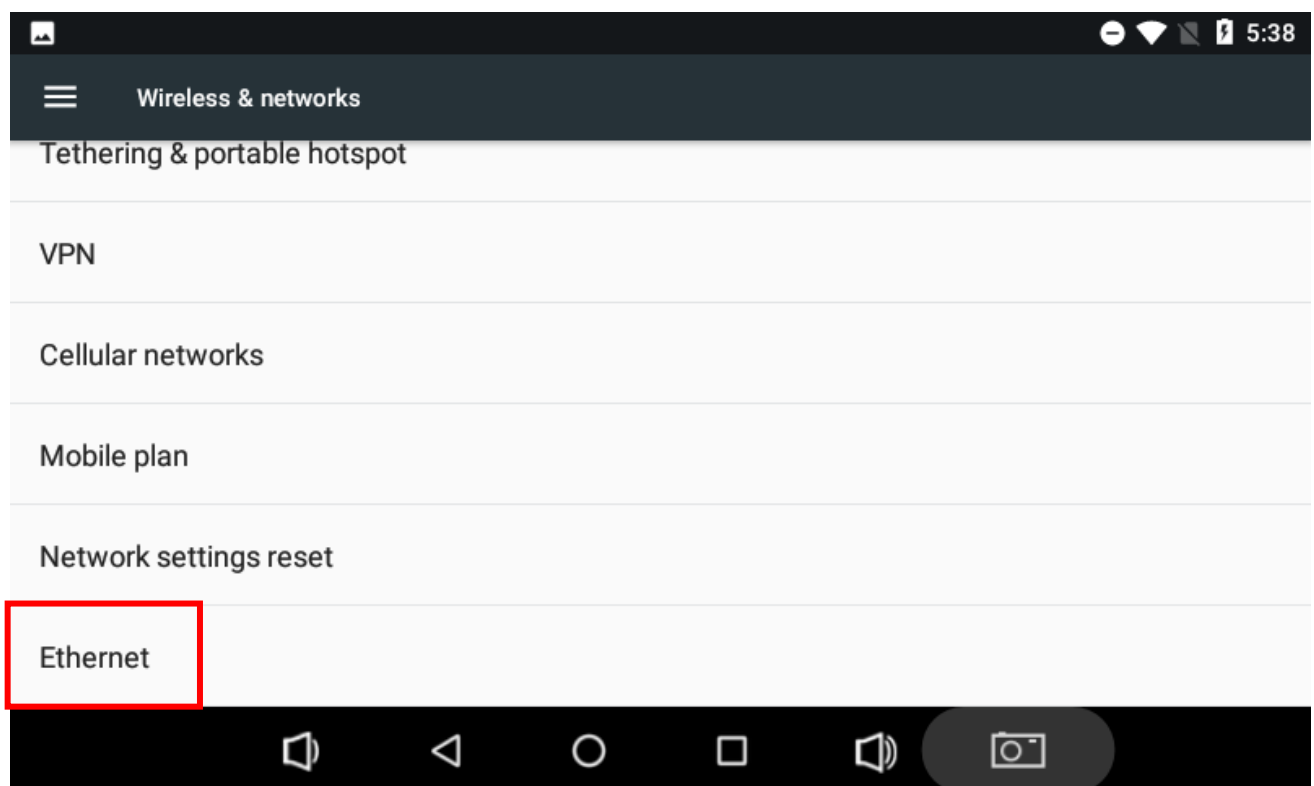 5:38
Wireless & networks
Tethering & portable hotspot
VPN
Cellular networks
Mobile plan
Network settings reset
Ethernet